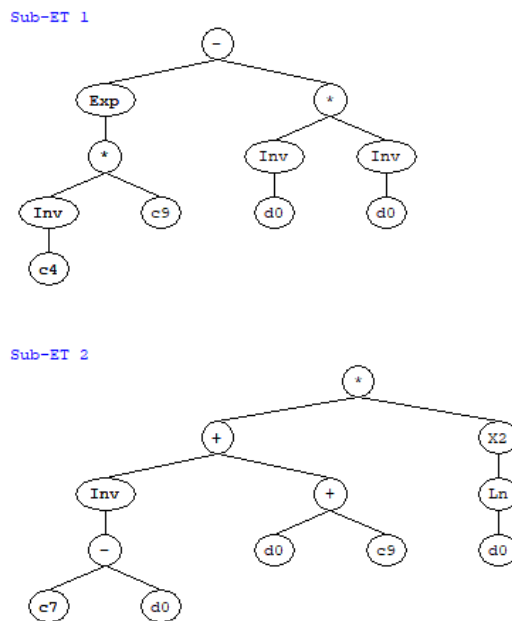 Sub-ET 1
-
Exp *
* Inv Inv
Inv c9 d0 d0
c4
Sub-ET 2
*
+ X2
Inv + Ln
- d0 c9 d0
c7 d0